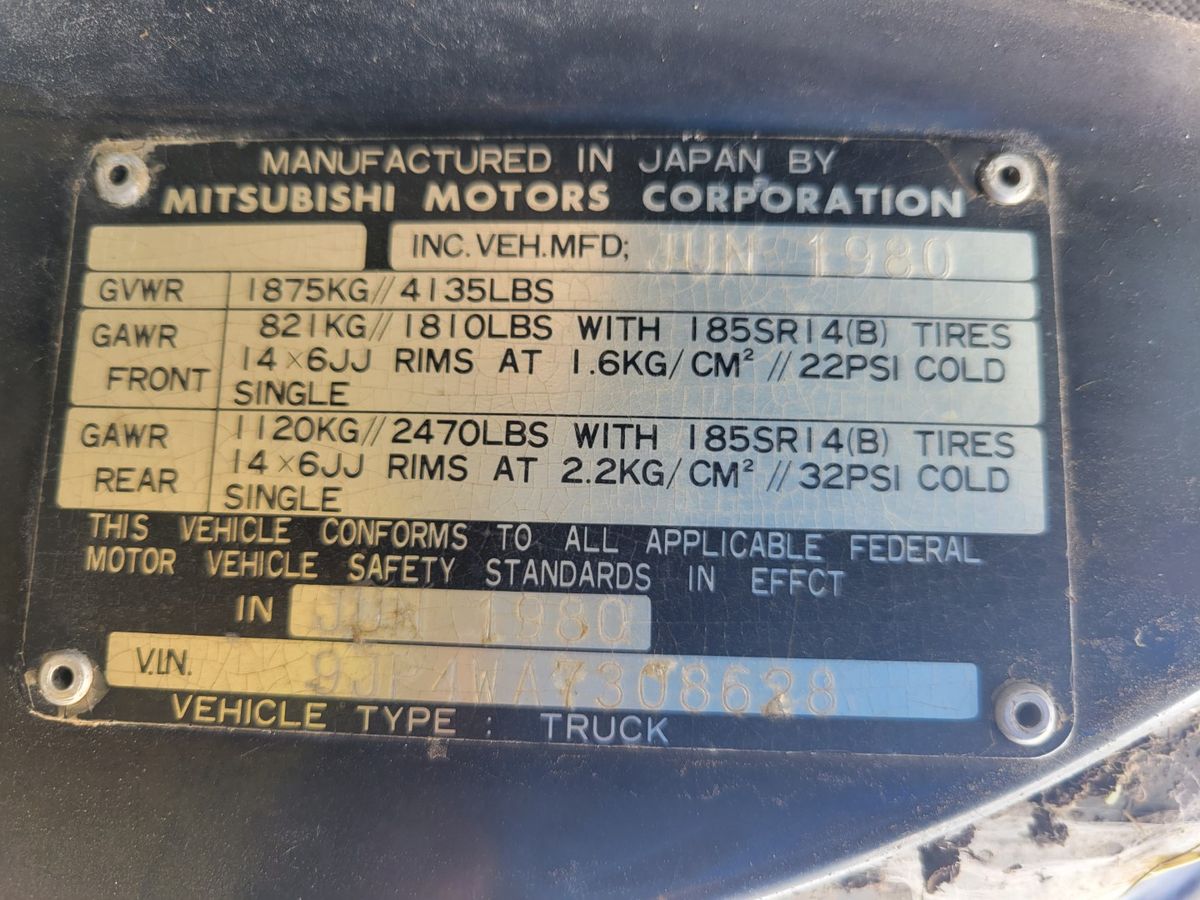 MANUFACTURED IN JAPAN BY
MITSUBISHI MOTORS CORPORATION
INC.VEH.MFD; JUN 1980
GVWR 1875KG//4135LBS
GAWR FRONT 821KG//1810LBS WITH 185SR14(B) TIRES
14×6JJ RIMS AT 1.6KG/CM² //22PSI COLD
SINGLE
GAWR REAR 1120KG//2470LBS WITH 185SR14(B) TIRES
14×6JJ RIMS AT 2.2KG/CM² //32PSI COLD
SINGLE
THIS VEHICLE CONFORMS TO ALL APPLICABLE FEDERAL
MOTOR VEHICLE SAFETY STANDARDS IN EFFCT
IN JUN 1980
V.I.N. 9JP4WA7308628
VEHICLE TYPE : TRUCK